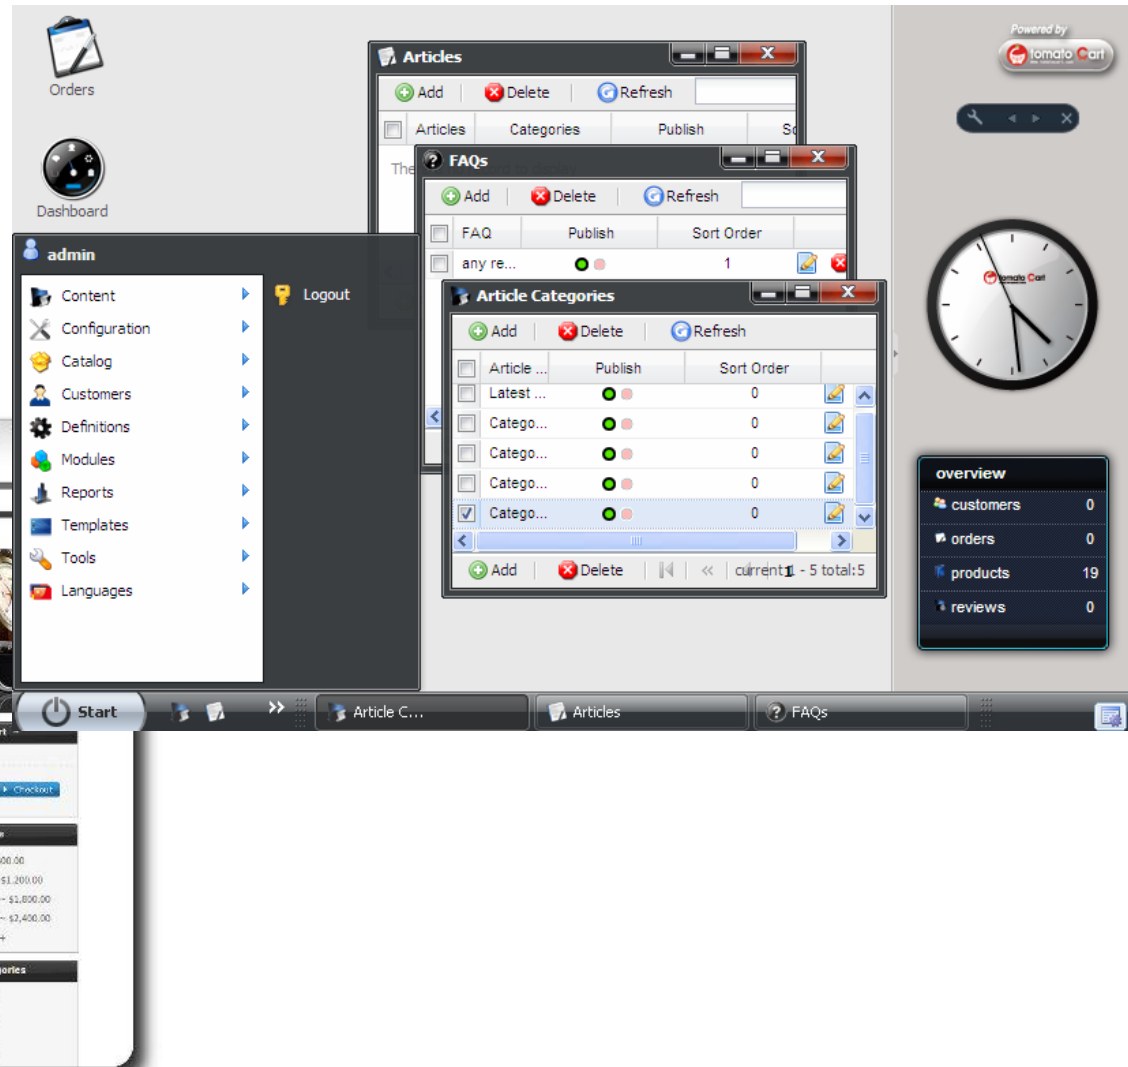 Orders
Dashboard
Articles
Add Delete Refresh
Articles Categories Publish
FAQs
Add Delete Refresh
FAQ Publish Sort Order
any re... 1
Article Categories
Add Delete Refresh
Article ... Publish Sort Order
Latest ... 0
Catego... 0
Catego... 0
Catego... 0
Catego... 0
Add Delete - 5 total:5
admin
Content
Configuration
Catalog
Customers
Definitions
Modules
Reports
Templates
Tools
Languages
Logout
Powered by
tomato Cart
tomato Cart
overview
customers 0
orders 0
products 19
reviews 0
Start
Article C...
Articles
FAQs
Checkout
$1,200.00
~ $1,800.00
~ $2,400.00
+